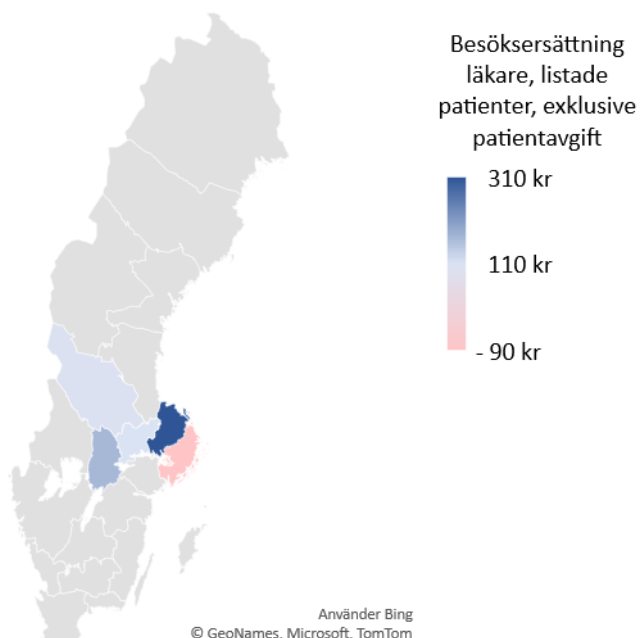 Besöksersättning
läkare, listade
patienter, exklusive
patientavgift
310 kr
110 kr
- 90 kr
Använder Bing
© GeoNames, Microsoft, TomTom